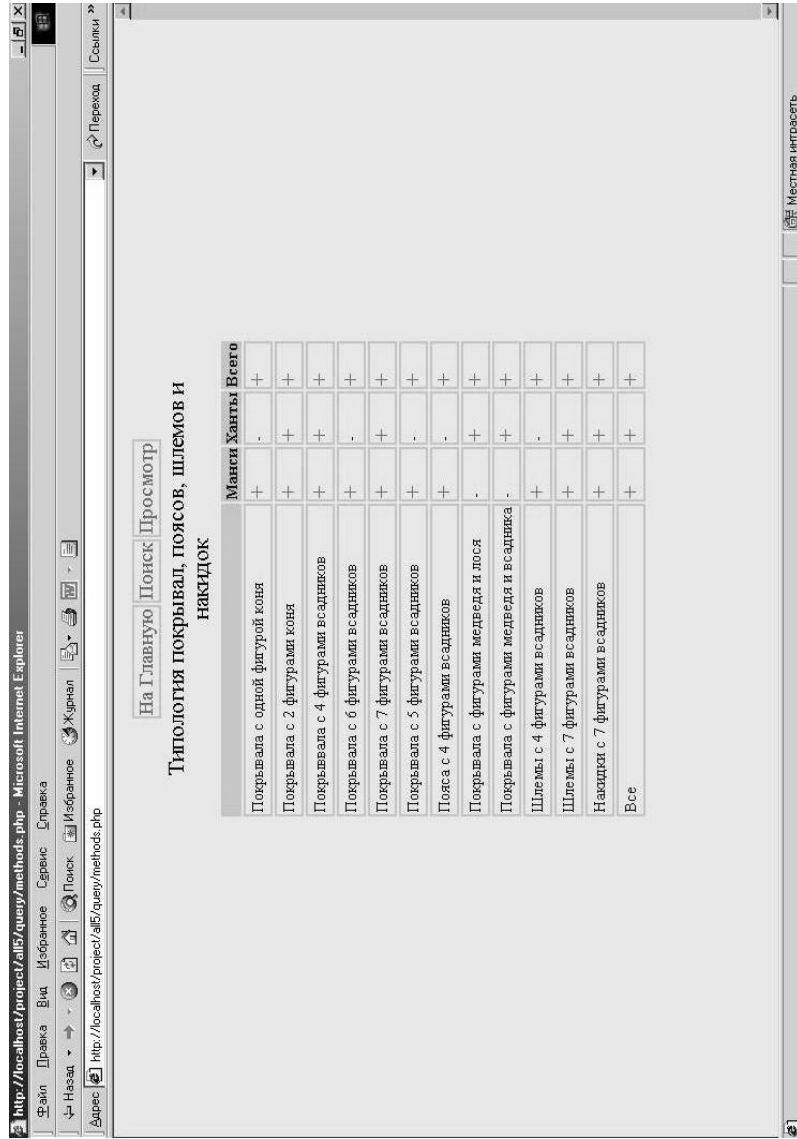 http://localhost/project/all5/query/methods.php - Microsoft Internet Explorer
Файл Правка Вид Избранное Сервис Справка
Назад Поиск Избранное Журнал
Адрес http://localhost/project/all5/query/methods.php Переход Ссылки »
На Главную Поиск Просмотр
Типология покрывал, поясов, шлемов и
накидок
Манси Ханты Всего
Покрывала с одной фигурой коня + - +
Покрывала с 2 фигурами коня + + +
Покрыввала с 4 фигурами всадников + + +
Покрывала с 6 фигурами всадников + - +
Покрывала с 7 фигурами всадников + + +
Покрывала с 5 фигурами всадников + - +
Пояса с 4 фигурами всадников + - +
Покрывала с фигурами медведя и лося - + +
Покрывала с фигурами медведя и всадника - + +
Шлемы с 4 фигурами всадников + - +
Шлемы с 7 фигурами всадников + + +
Накидки с 7 фигурами всадников + + +
Все + + +
Местная интрасеть